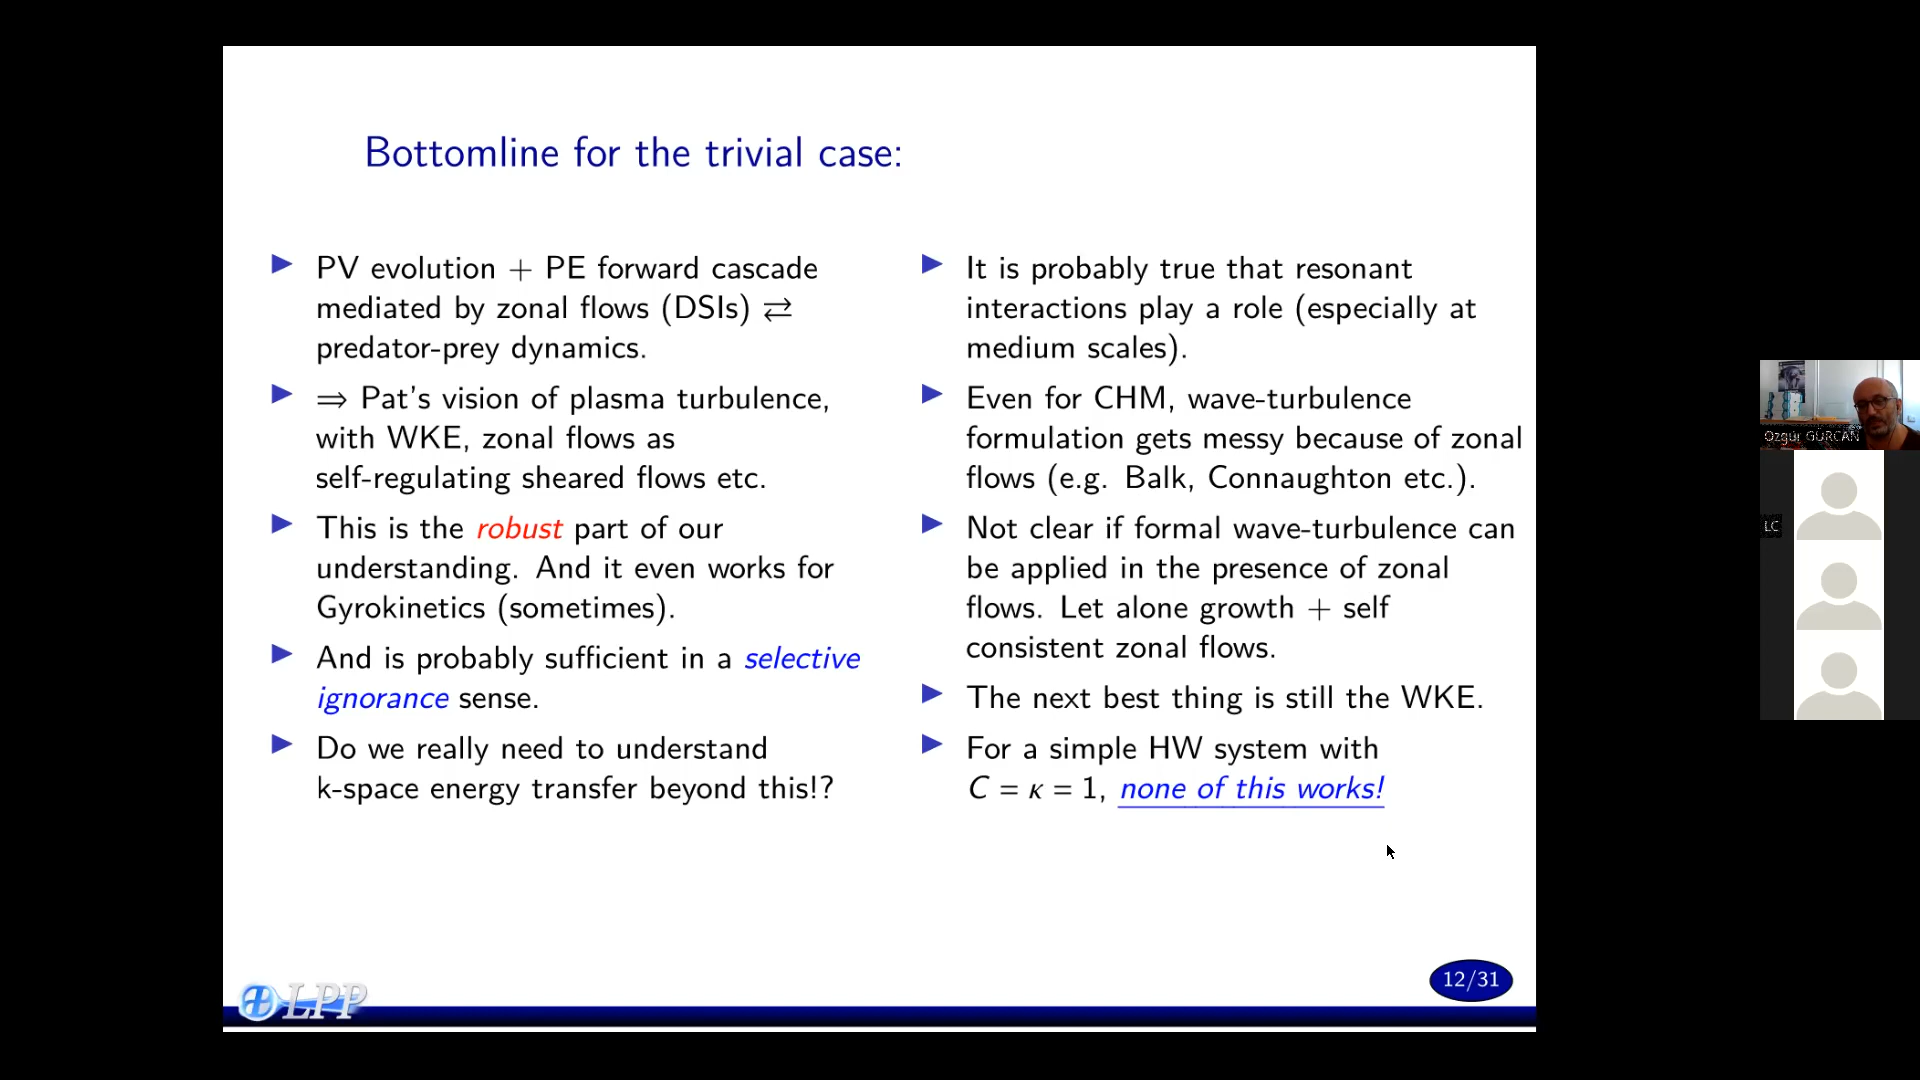 Bottomline for the trivial case:
PV evolution + PE forward cascade
mediated by zonal flows (DSIs) ⇄
predator-prey dynamics.
⇒ Pat's vision of plasma turbulence,
with WKE, zonal flows as
self-regulating sheared flows etc.
This is the robust part of our
understanding. And it even works for
Gyrokinetics (sometimes).
And is probably sufficient in a selective
ignorance sense.
Do we really need to understand
k-space energy transfer beyond this!?
It is probably true that resonant
interactions play a role (especially at
medium scales).
Even for CHM, wave-turbulence
formulation gets messy because of zonal
flows (e.g. Balk, Connaughton etc.).
Not clear if formal wave-turbulence can
be applied in the presence of zonal
flows. Let alone growth + self
consistent zonal flows.
The next best thing is still the WKE.
For a simple HW system with
C = κ = 1, none of this works!
12/31
LPP
Özgür GÜRCAN
LC